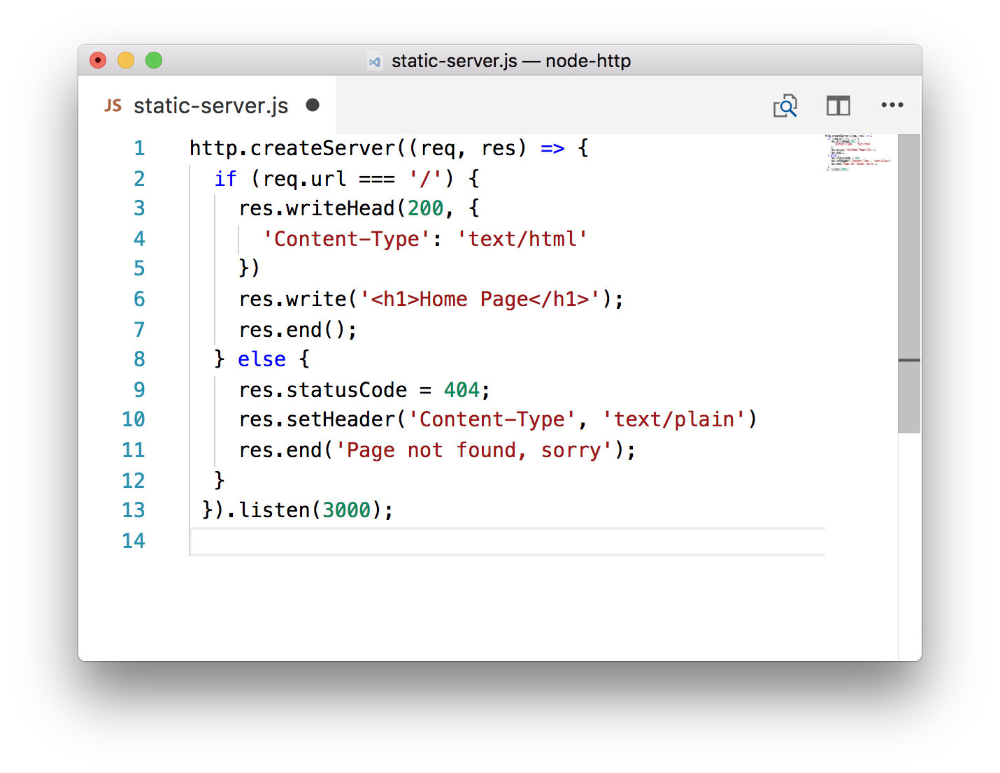 static-server.js — node-http
JS static-server.js
1 http.createServer((req, res) => {
2 if (req.url === '/') {
3 res.writeHead(200, {
4 'Content-Type': 'text/html'
5 })
6 res.write('<h1>Home Page</h1>');
7 res.end();
8 } else {
9 res.statusCode = 404;
10 res.setHeader('Content-Type', 'text/plain')
11 res.end('Page not found, sorry');
12 }
13 }).listen(3000);
14